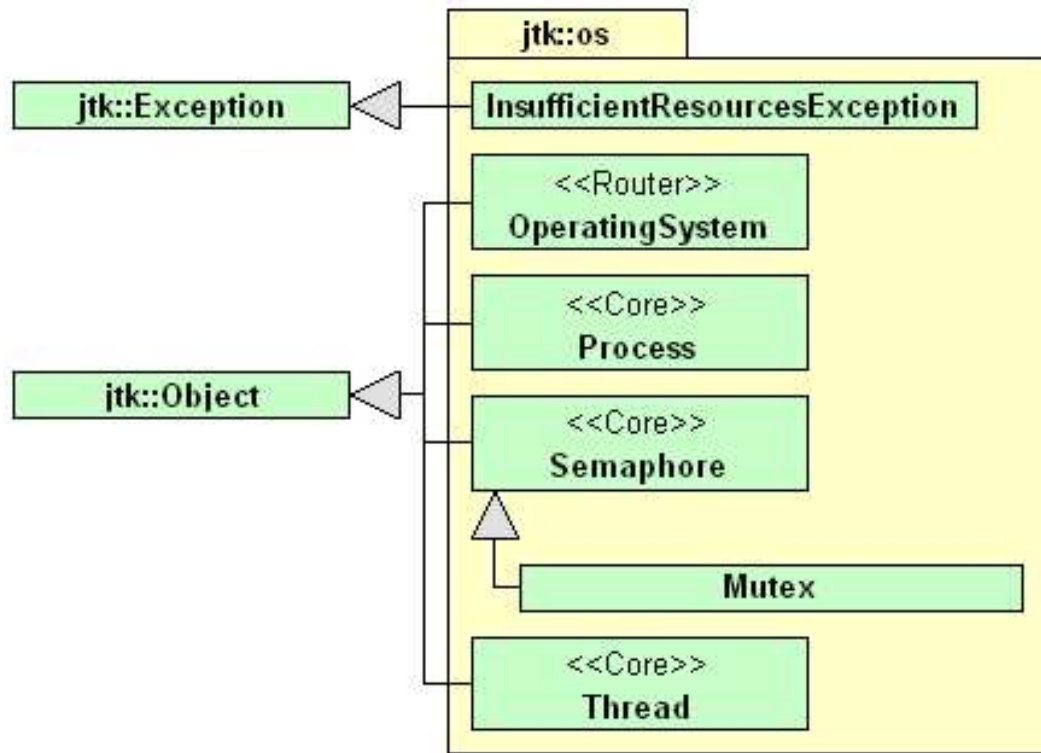 jtk::os
jtk::Exception
InsufficientResourcesException
<<Router>>
OperatingSystem
<<Core>>
Process
jtk::Object
<<Core>>
Semaphore
Mutex
<<Core>>
Thread